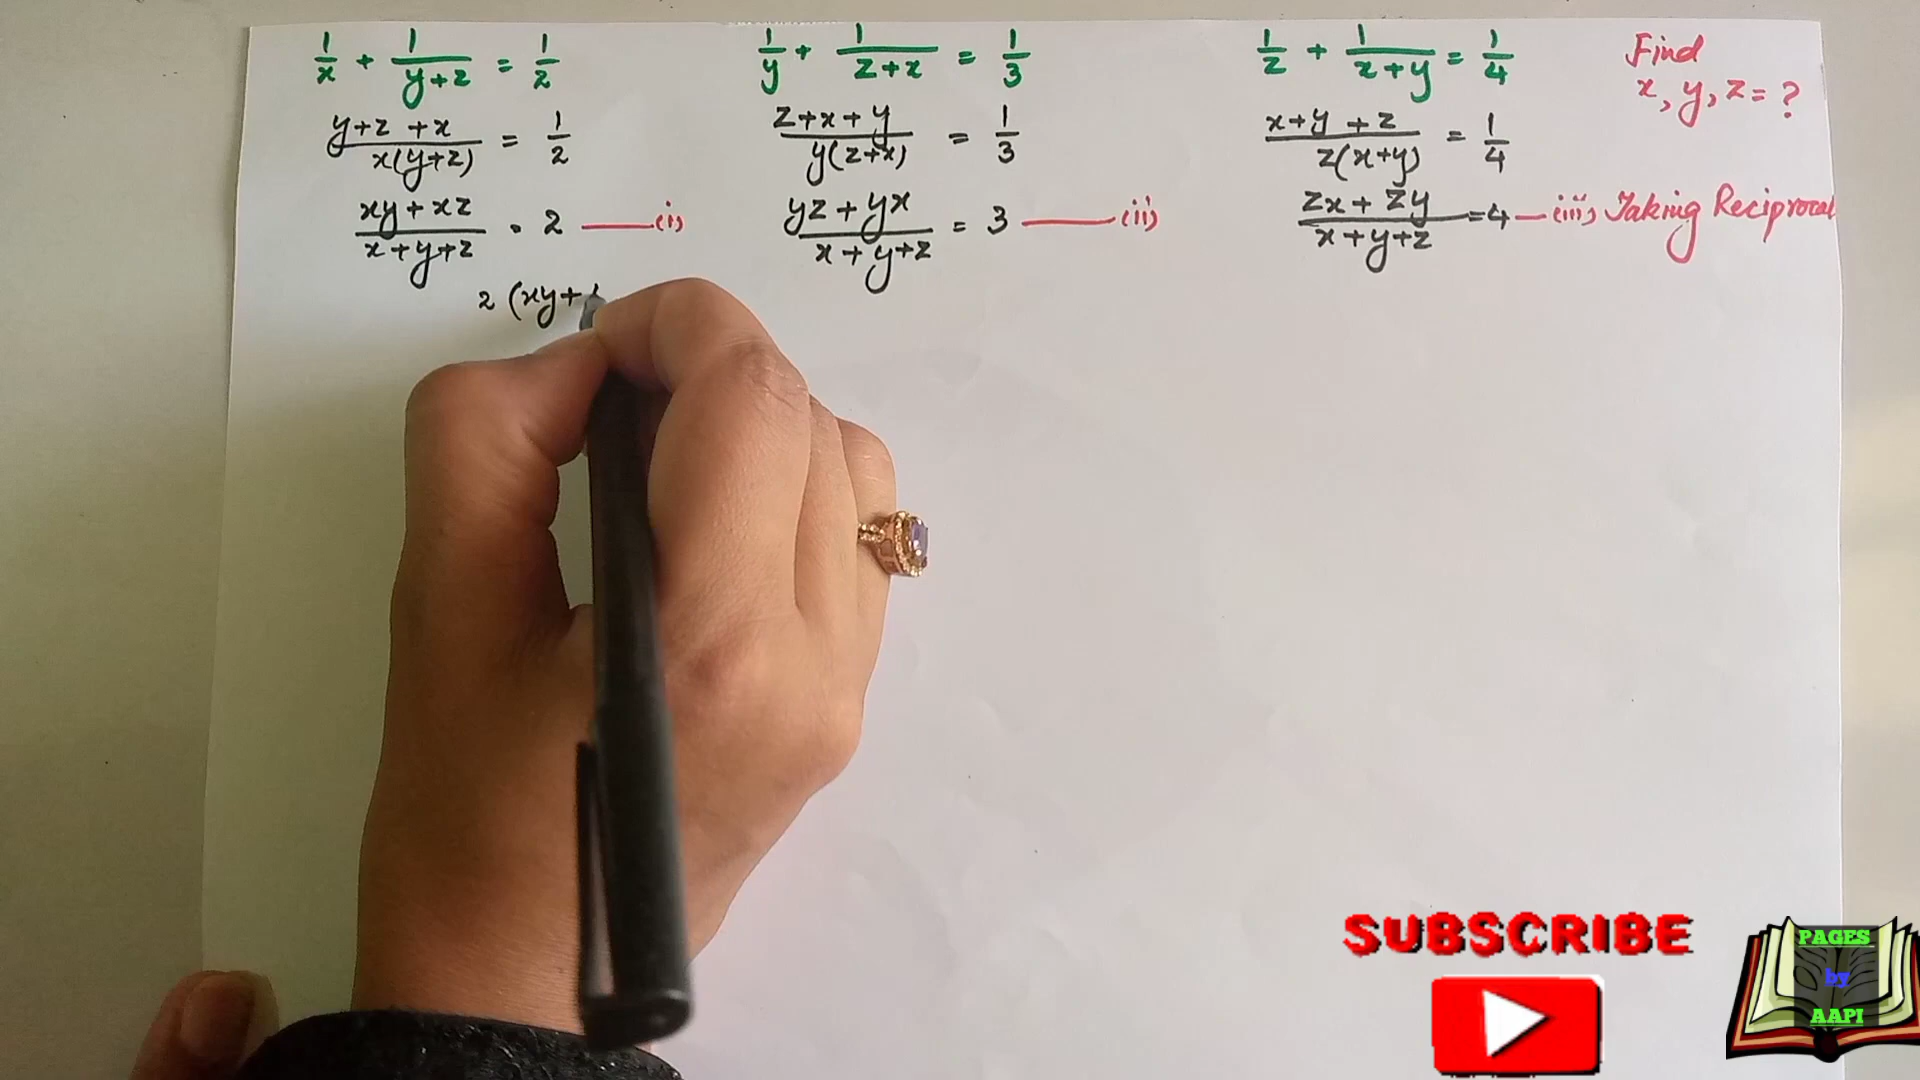 1/x + 1/y+z = 1/2
y+z+x/x(y+z) = 1/2
xy+xz/x+y+z = 2 ——(i)
2(xy+
1/y + 1/z+x = 1/3
z+x+y/y(z+x) = 1/3
yz+yx/x+y+z = 3 ——(ii)
1/z + 1/x+y = 1/4
x+y+z/z(x+y) = 1/4
zx+zy/x+y+z = 4 —(iii) Taking Reciprocal
Find
x, y, z = ?
SUBSCRIBE
PAGES
by
AAPI